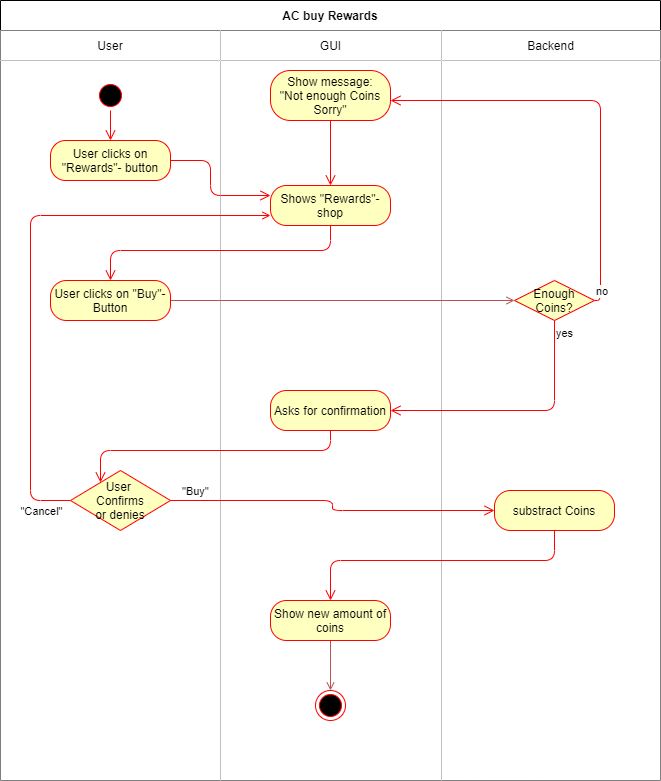 AC buy Rewards
User
GUI
Backend
Show message:
"Not enough Coins
Sorry"
User clicks on
"Rewards"- button
Shows "Rewards"-
shop
User clicks on "Buy"-
Button
Enough
Coins?
no
yes
Asks for confirmation
User
Confirms
or denies
"Buy"
"Cancel"
substract Coins
Show new amount of
coins